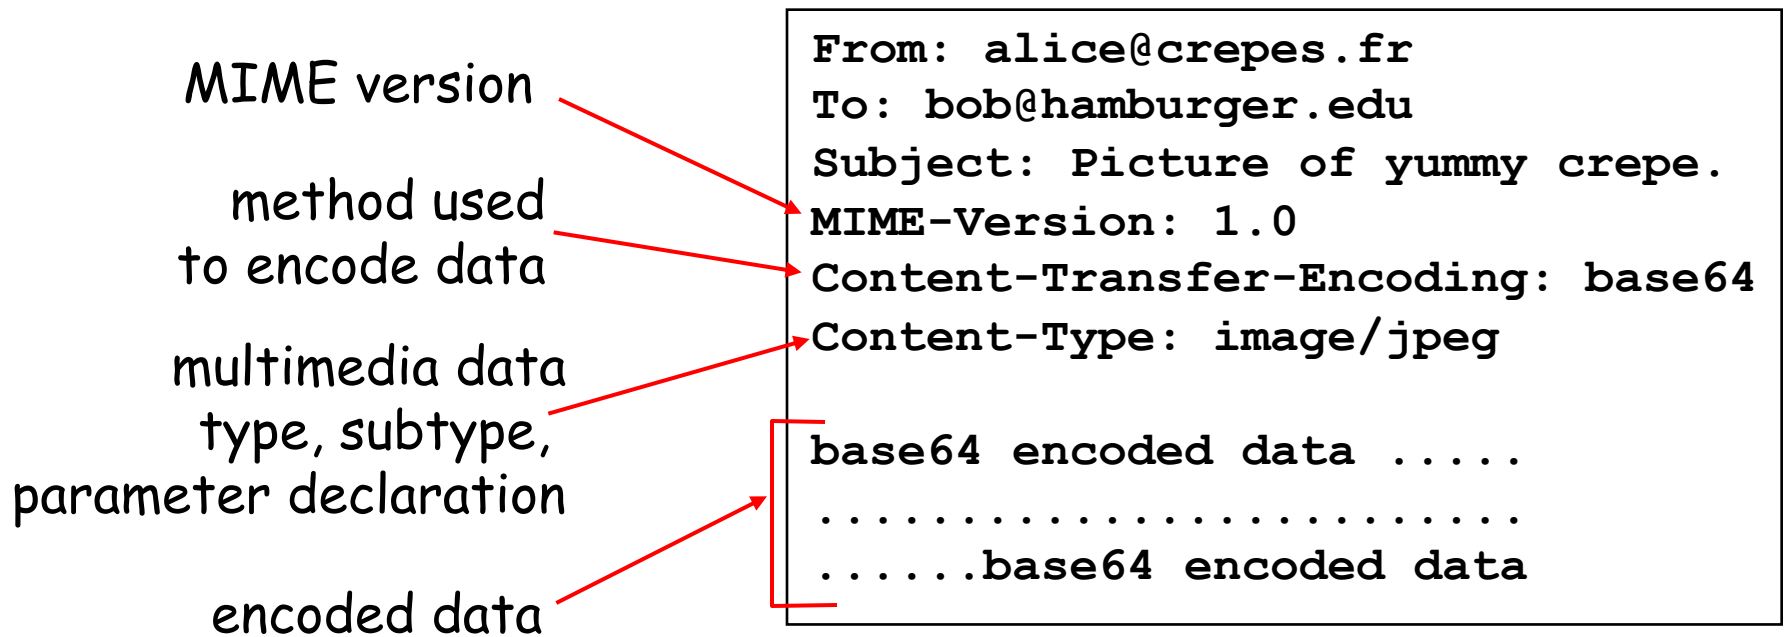 MIME version
method used
to encode data
multimedia data
type, subtype,
parameter declaration
encoded data
From: alice@crepes.fr
To: bob@hamburger.edu
Subject: Picture of yummy crepe.
MIME-Version: 1.0
Content-Transfer-Encoding: base64
Content-Type: image/jpeg
base64 encoded data .....
.........................
......base64 encoded data